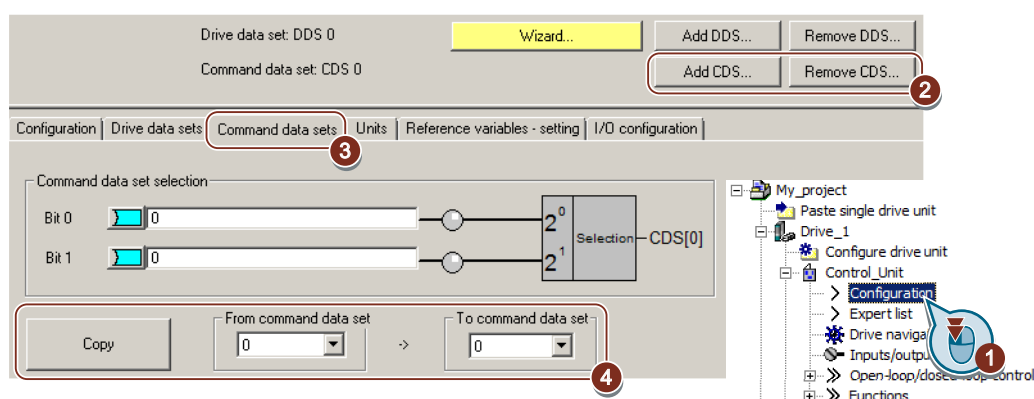 Drive data set: DDS 0
Wizard...
Add DDS...
Remove DDS...
Command data set: CDS 0
Add CDS...
Remove CDS...
2
Configuration
Drive data sets
Command data sets
Units
Reference variables - setting
I/O configuration
3
Command data set selection
Bit 0
0
2^0
Selection
CDS[0]
Bit 1
0
2^1
Copy
From command data set
0
->
To command data set
0
4
My_project
Paste single drive unit
Drive_1
Configure drive unit
Control_Unit
Configuration
Expert list
Drive naviga
Inputs/outpu
1
Open-loop/closed-loop control
Functions